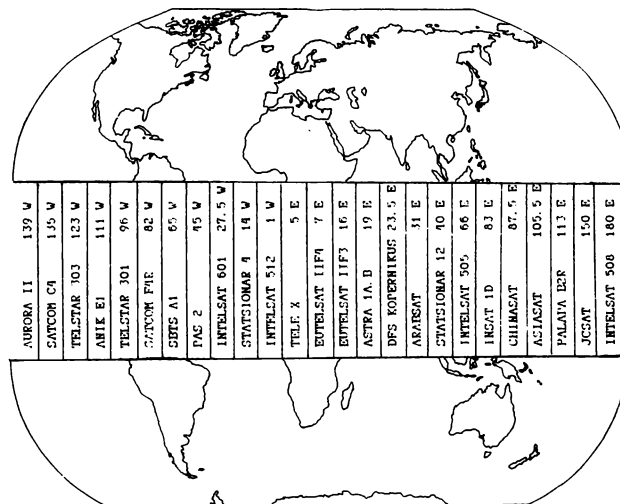 AURORA II 139 W
SATCOM C4 135 W
TELSTAR 303 123 W
ANIK E1 111 W
TELSTAR 301 96 W
SATCOM F4R 82 W
SBTS A1 65 W
PAS 2 45 W
INTELSAT 601 27.5 W
STATSIONAR 4 14 W
INTELSAT 512 1 W
TELE X 5 E
EUTELSAT IIF4 7 E
EUTELSAT IIF3 16 E
ASTRA 1A,B 19 E
DFS KOPERNIKUS 23.5 E
ARABSAT 31 E
STATSIONAR 12 40 E
INTELSAT 505 66 E
INSAT 1D 83 E
CHINASAT 87.5 E
ASIASAT 105.5 E
PALAPA B2R 113 E
JCSAT 150 E
INTELSAT 508 180 E